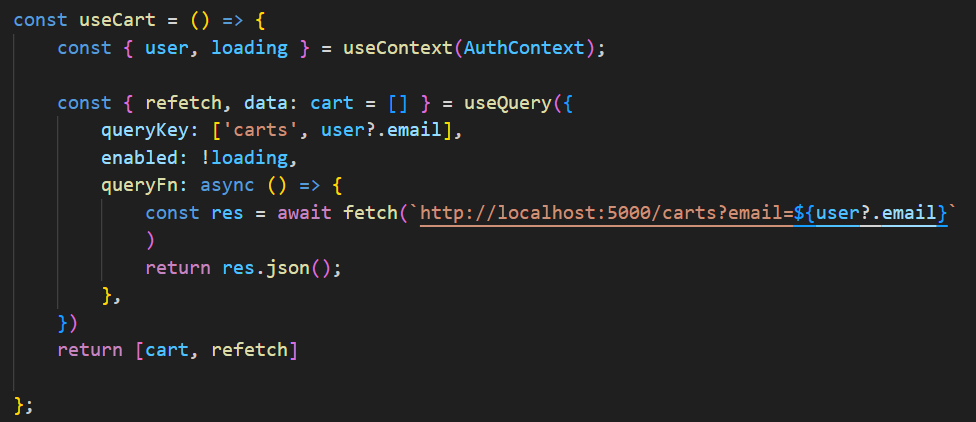 const useCart = () => {
    const { user, loading } = useContext(AuthContext);
    const { refetch, data: cart = [] } = useQuery({
        queryKey: ['carts', user?.email],
        enabled: !loading,
        queryFn: async () => {
            const res = await fetch(`http://localhost:5000/carts?email=${user?.email}`
            )
            return res.json();
        },
    })
    return [cart, refetch]
};